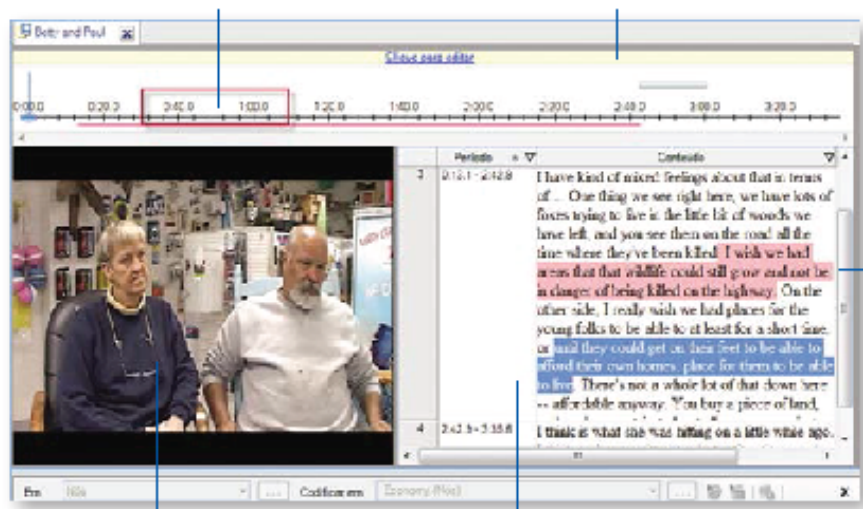 Betty and Paul
Clique para editar
0:00.0 0:20.0 0:40.0 1:00.0 1:20.0 1:40.0 2:00.0 2:20.0 2:40.0 3:00.0 3:20.0
Período Conteúdo
3 0:13.1 - 2:42.9 I have kind of mixed feelings about that in terms
of ... One thing we see right here, we have lots of
foxes trying to live in the little bit of woods we
have left, and you see them on the road all the
time where they've been killed. I wish we had
areas that that wildlife could still grow and not be
in danger of being killed on the highway. On the
other side, I really wish we had places for the
young folks to be able to at least for a short time,
or until they could get on their feet to be able to
afford their own homes, place for them to be able
to live. There's not a whole lot of that down here
-- affordable anyway. You buy a piece of land,
4 2:42.9 - 3:35.8 I think is what she was hitting on a little while ago.
Em Nós ... Codificar em Economy (Nós) ...